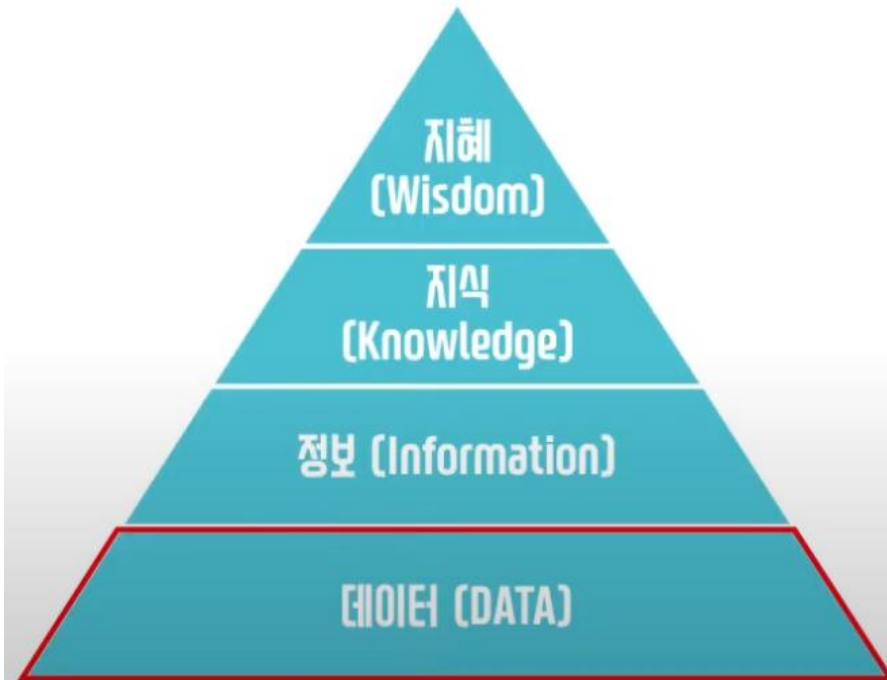 지혜
(Wisdom)
지식
(Knowledge)
정보 (Information)
데이터 (DATA)